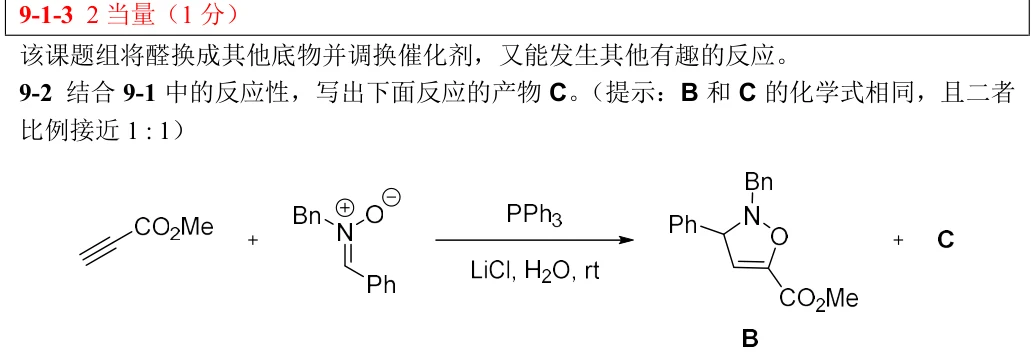 9-1-3 2 当量（1 分）
该课题组将醛换成其他底物并调换催化剂，又能发生其他有趣的反应。
9-2 结合 9-1 中的反应性，写出下面反应的产物 C。（提示：B 和 C 的化学式相同，且二者
比例接近 1 : 1）
CO₂Me + Bn N⊕ O⊖ Ph PPh₃ LiCl, H₂O, rt Bn N O Ph CO₂Me + C
B